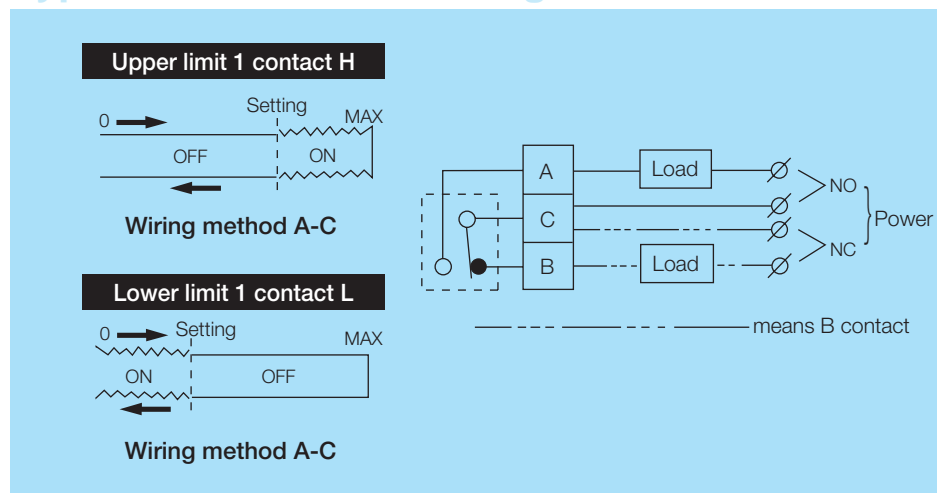 Upper limit 1 contact H
Setting
0
MAX
OFF
ON
Wiring method A-C
Lower limit 1 contact L
0
Setting
MAX
ON
OFF
Wiring method A-C
A
Load
NO
C
Power
NC
B
Load
means B contact